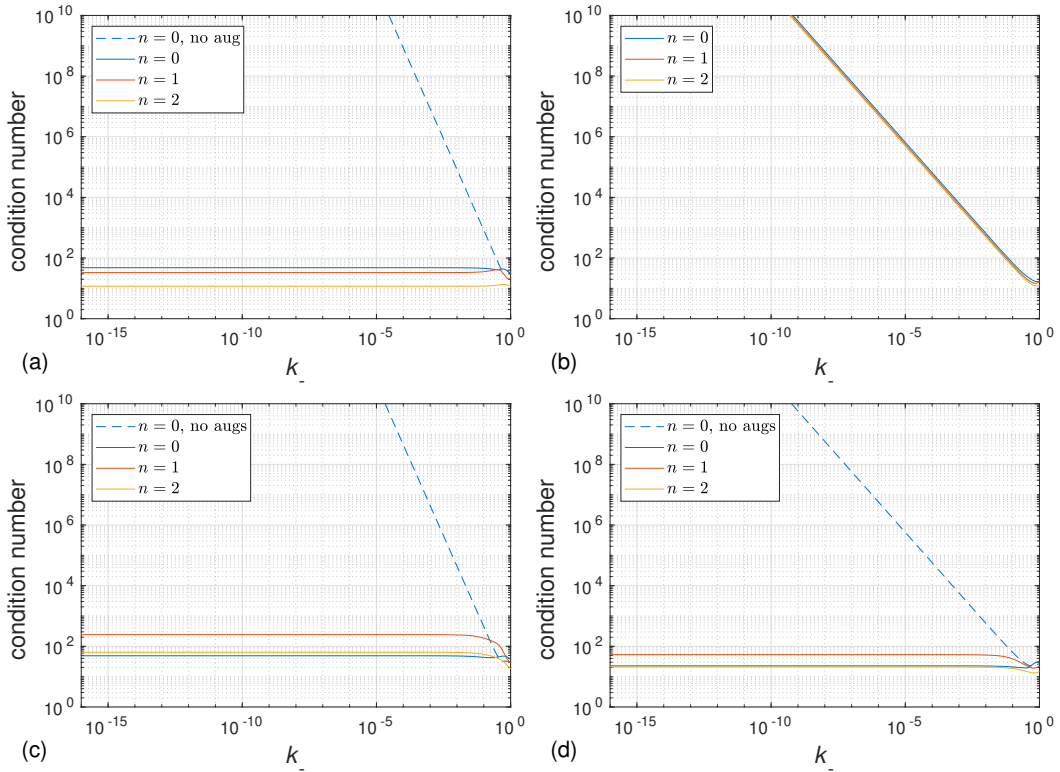 10^10
10^8
10^6
10^4
10^2
10^0
condition number
n = 0, no aug
n = 0
n = 1
n = 2
10^-15
10^-10
10^-5
10^0
(a)
k_-
10^10
10^8
10^6
10^4
10^2
10^0
condition number
n = 0
n = 1
n = 2
10^-15
10^-10
10^-5
10^0
(b)
k_-
10^10
10^8
10^6
10^4
10^2
10^0
condition number
n = 0, no augs
n = 0
n = 1
n = 2
10^-15
10^-10
10^-5
10^0
(c)
k_-
10^10
10^8
10^6
10^4
10^2
10^0
condition number
n = 0, no augs
n = 0
n = 1
n = 2
10^-15
10^-10
10^-5
10^0
(d)
k_-